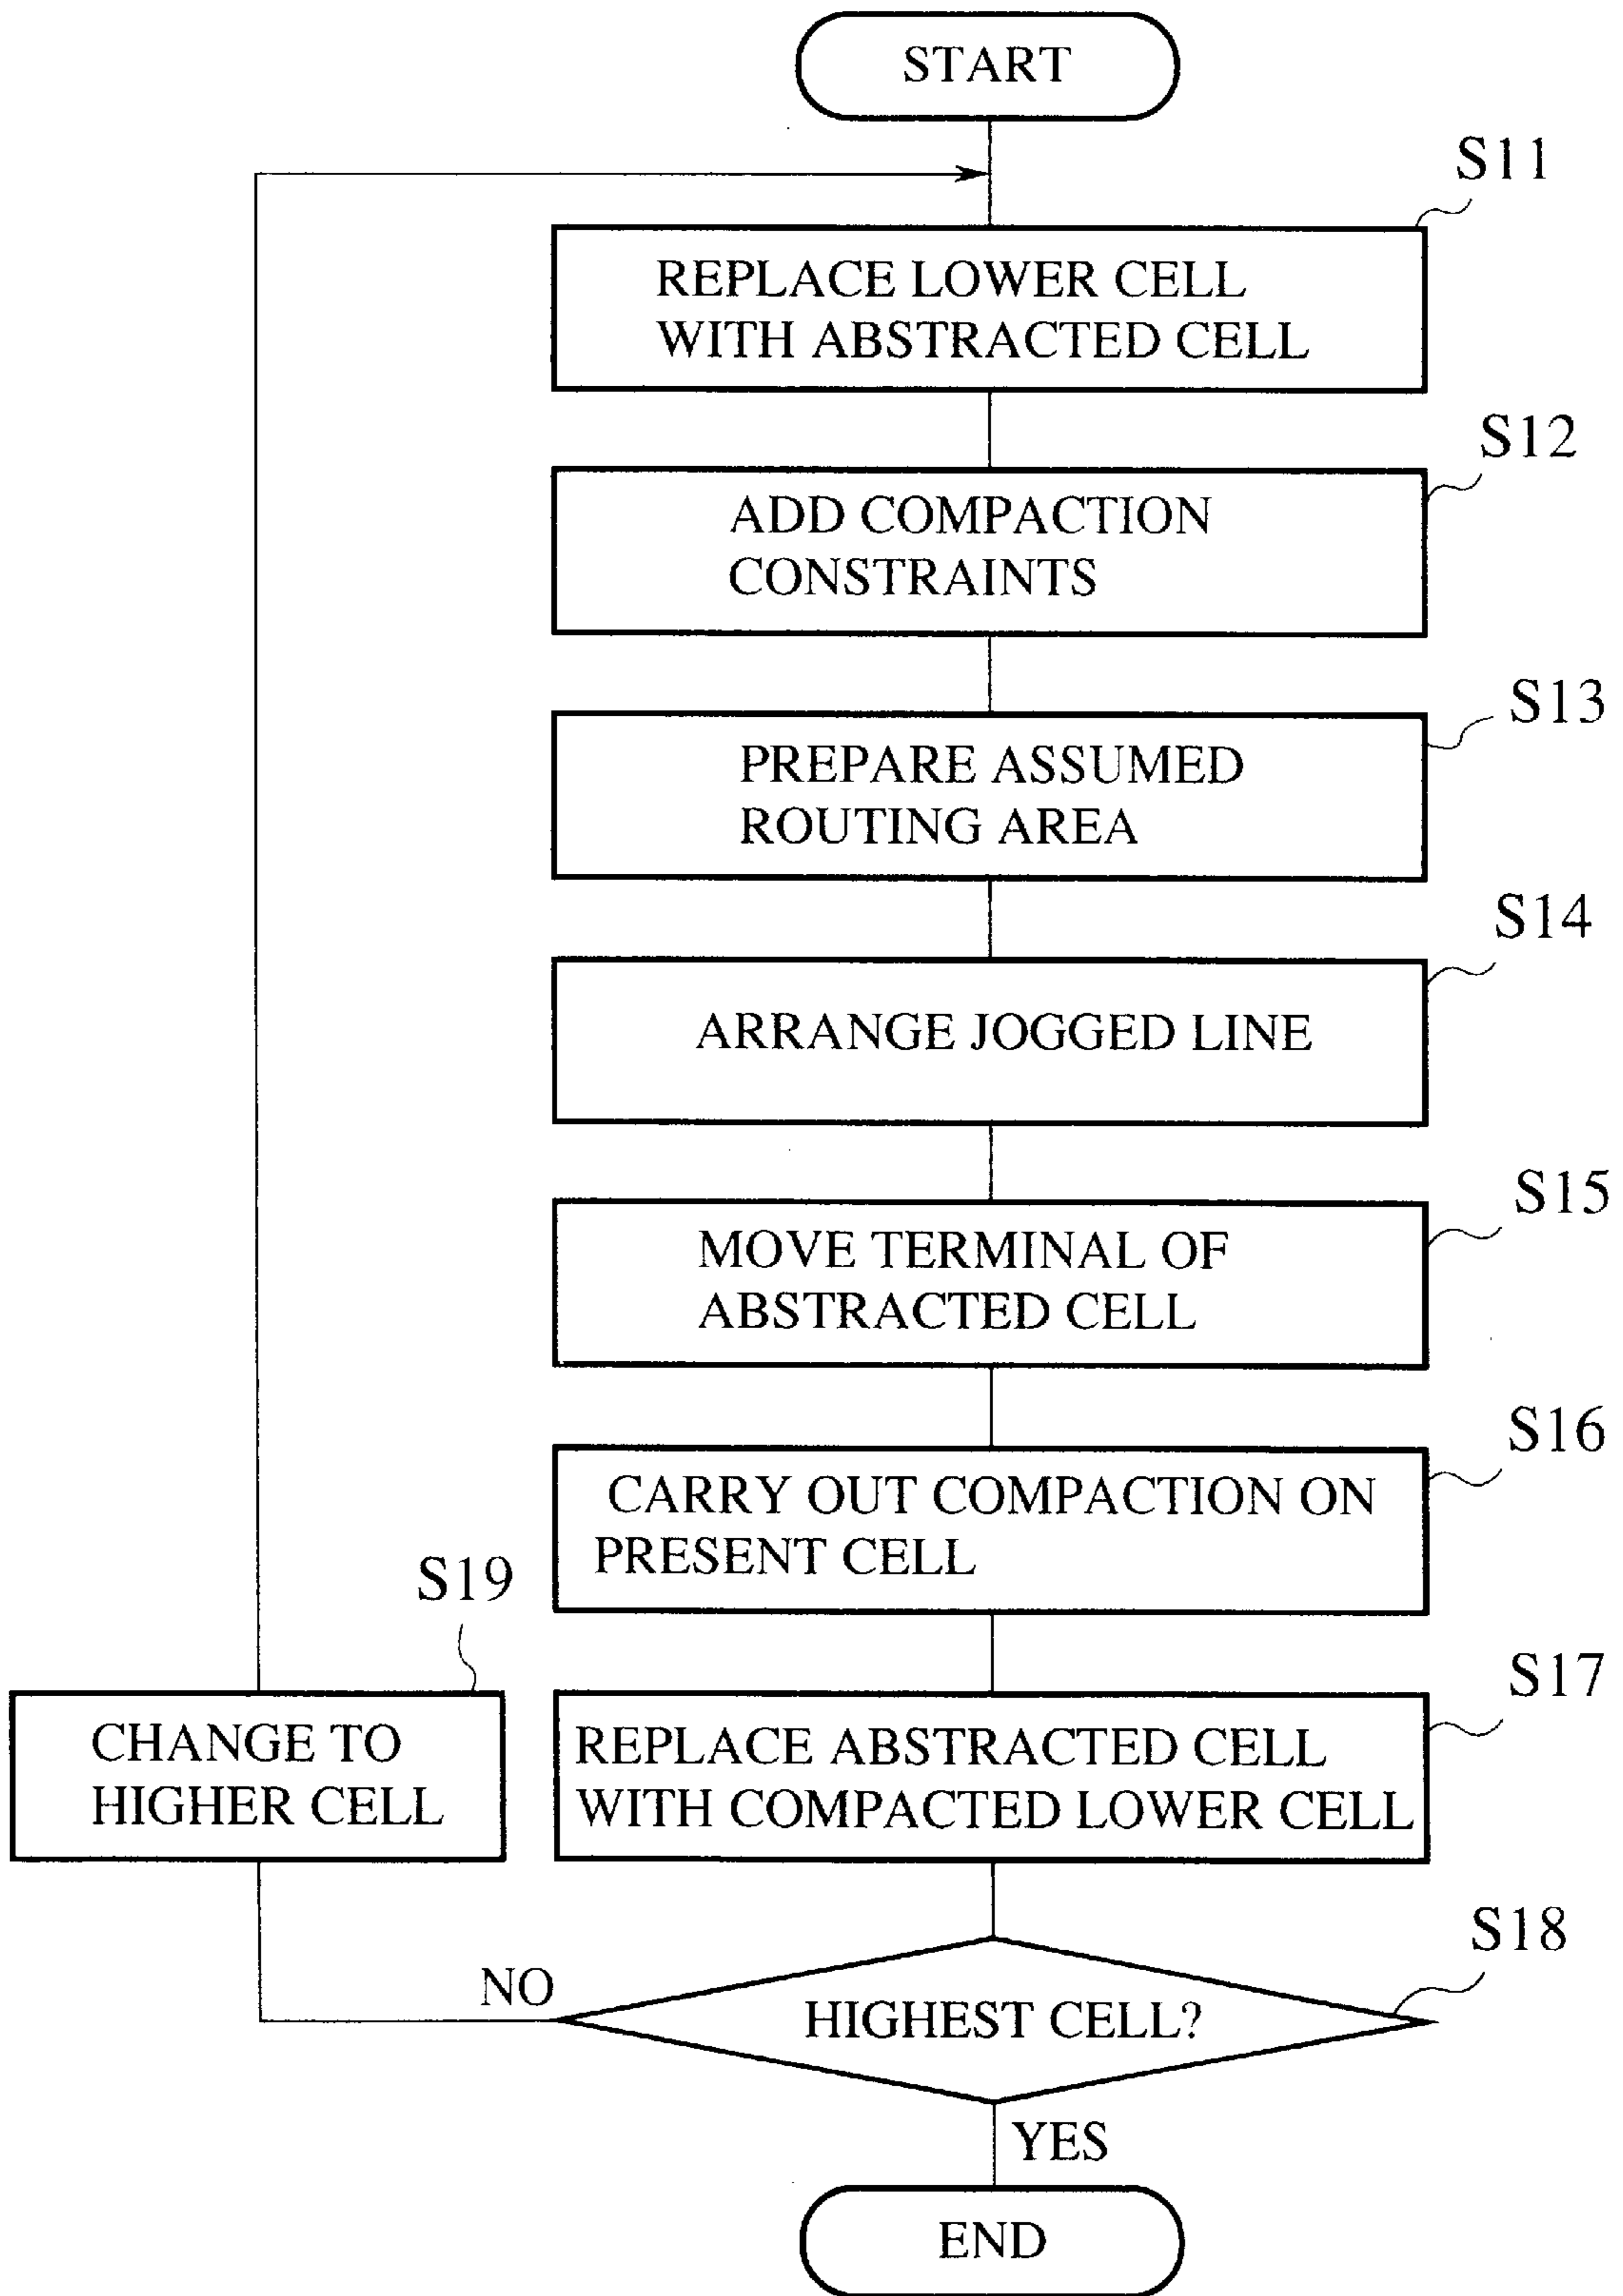 START
S11
REPLACE LOWER CELL
WITH ABSTRACTED CELL
S12
ADD COMPACTION
CONSTRAINTS
S13
PREPARE ASSUMED
ROUTING AREA
S14
ARRANGE JOGGED LINE
S15
MOVE TERMINAL OF
ABSTRACTED CELL
S16
CARRY OUT COMPACTION ON
PRESENT CELL
S17
REPLACE ABSTRACTED CELL
WITH COMPACTED LOWER CELL
S19
CHANGE TO
HIGHER CELL
S18
HIGHEST CELL?
NO
YES
END